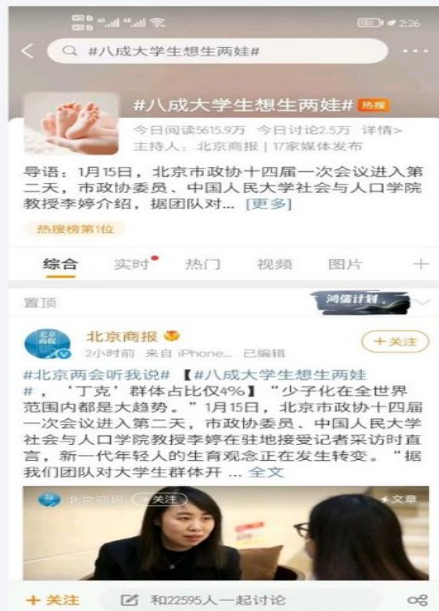 2:26
#八成大学生想生两娃#
#八成大学生想生两娃# 热搜
今日阅读5615.9万 今日讨论2.5万 详情>
主持人：北京商报 | 17家媒体发布
导语：1月15日，北京市政协十四届一次会议进入第
二天，市政协委员、中国人民大学社会与人口学院
教授李婷介绍，据团队对... [更多]
热搜榜第1位
综合 实时 热门 视频 图片
置顶
鸿儒计划
北京商报
+关注
2小时前 来自 iPhone... 已编辑
#北京两会听我说# 【#八成大学生想生两娃
#，‘丁克’群体占比仅4%】“少子化在全世界
范围内都是大趋势。”1月15日，北京市政协十四届
一次会议进入第二天，市政协委员、中国人民大学
社会与人口学院教授李婷在驻地接受记者采访时直
言，新一代年轻人的生育观念正在发生转变。“据
我们团队对大学生群体开 ... 全文
北京商报 +关注
文章
+关注 和22595人一起讨论